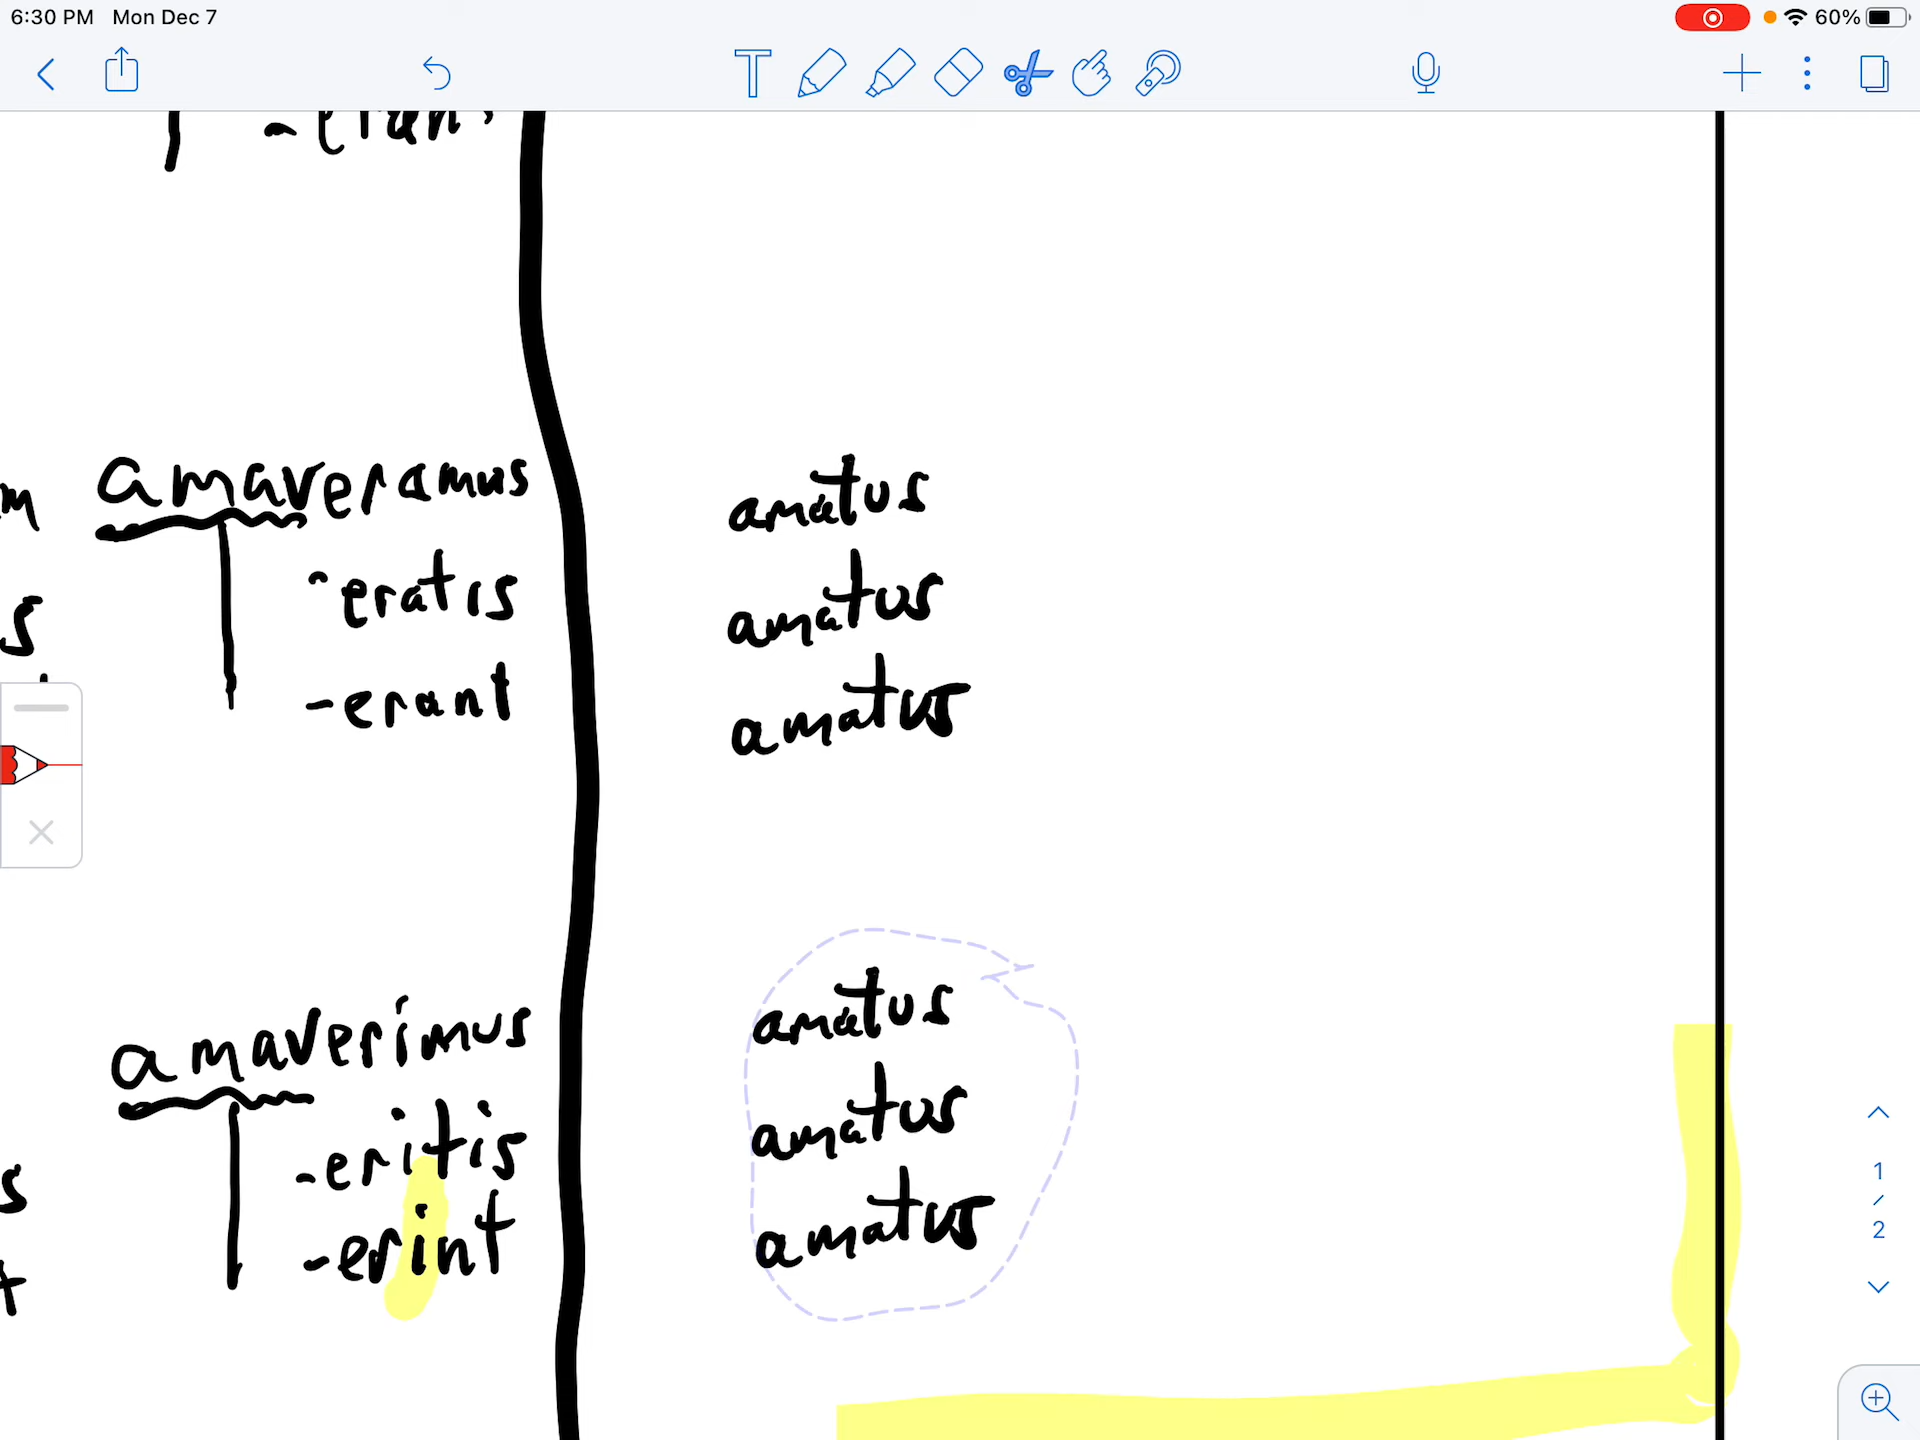 6:30 PM Mon Dec 7
60%
T
-erant
m amaveramus amatus
s eratis amatus
-erant amatus
amaverimus amatus
s -eritis amatus
t -erint amatus
1
/
2